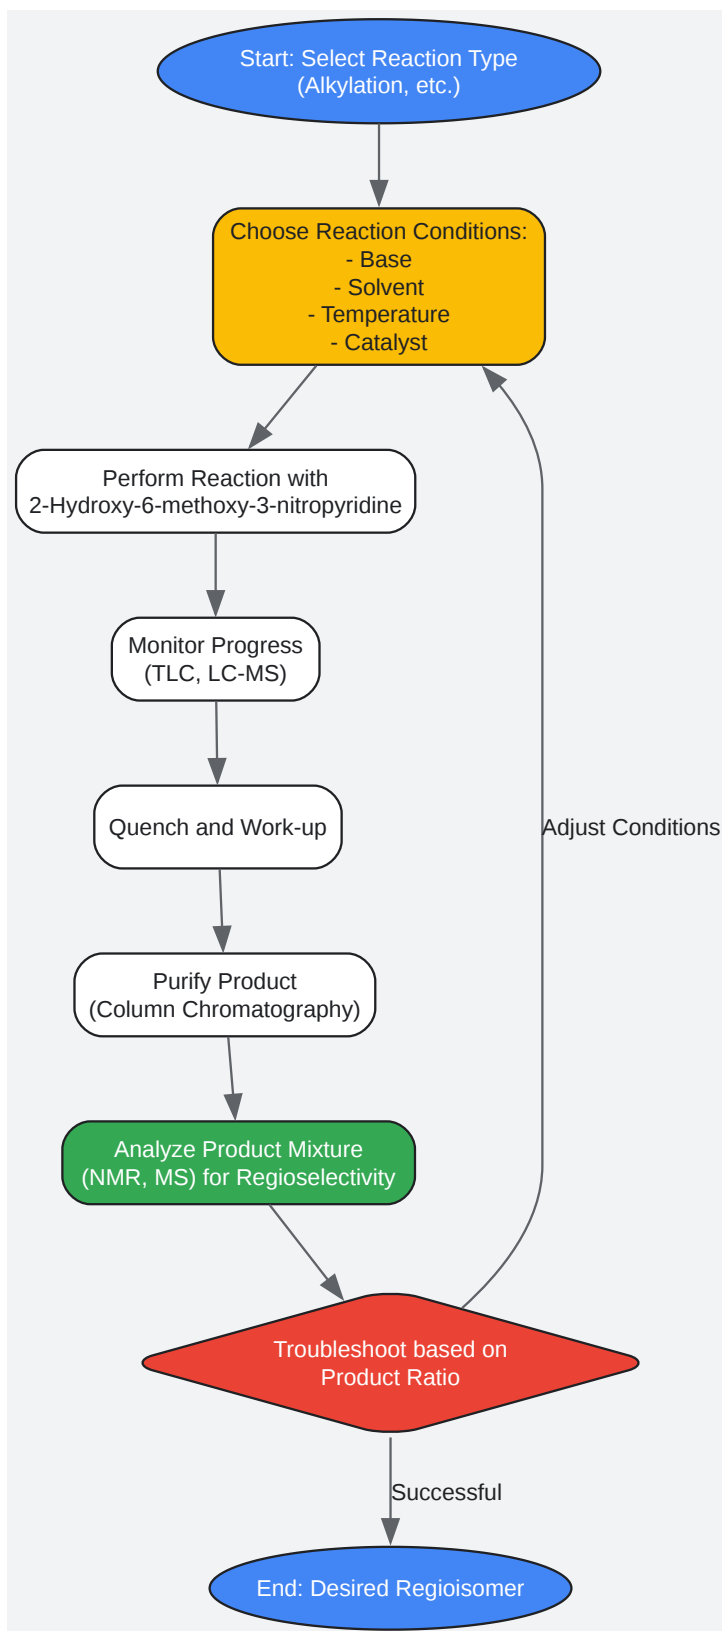 Start: Select Reaction Type
(Alkylation, etc.)
Choose Reaction Conditions:
- Base
- Solvent
- Temperature
- Catalyst
Perform Reaction with
2-Hydroxy-6-methoxy-3-nitropyridine
Monitor Progress
(TLC, LC-MS)
Quench and Work-up
Adjust Conditions
Purify Product
(Column Chromatography)
Analyze Product Mixture
(NMR, MS) for Regioselectivity
Troubleshoot based on
Product Ratio
Successful
End: Desired Regioisomer